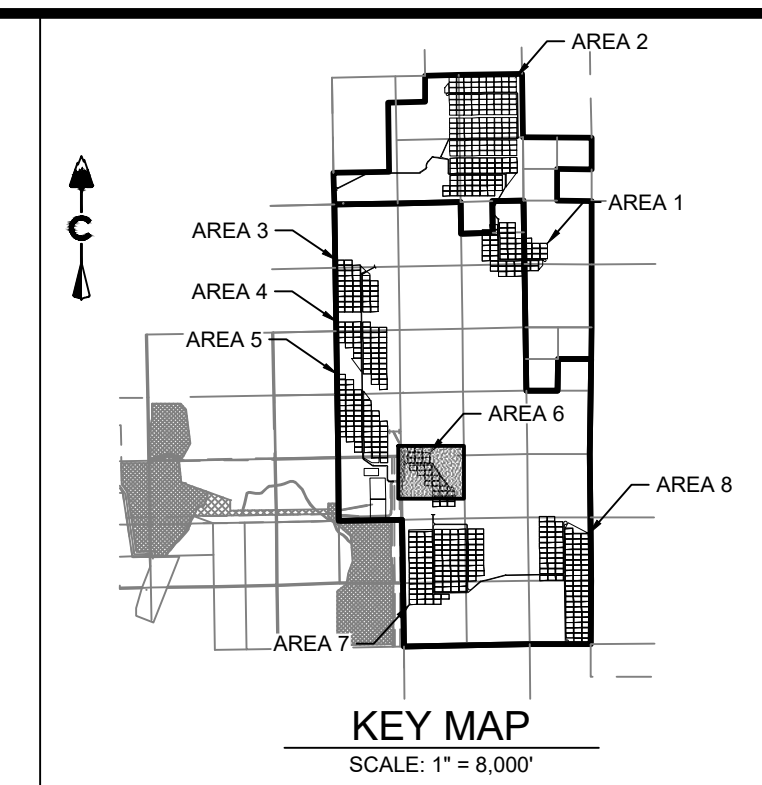 AREA 2
AREA 1
AREA 3
AREA 4
AREA 5
AREA 6
AREA 8
AREA 7
C
KEY MAP
SCALE: 1" = 8,000'